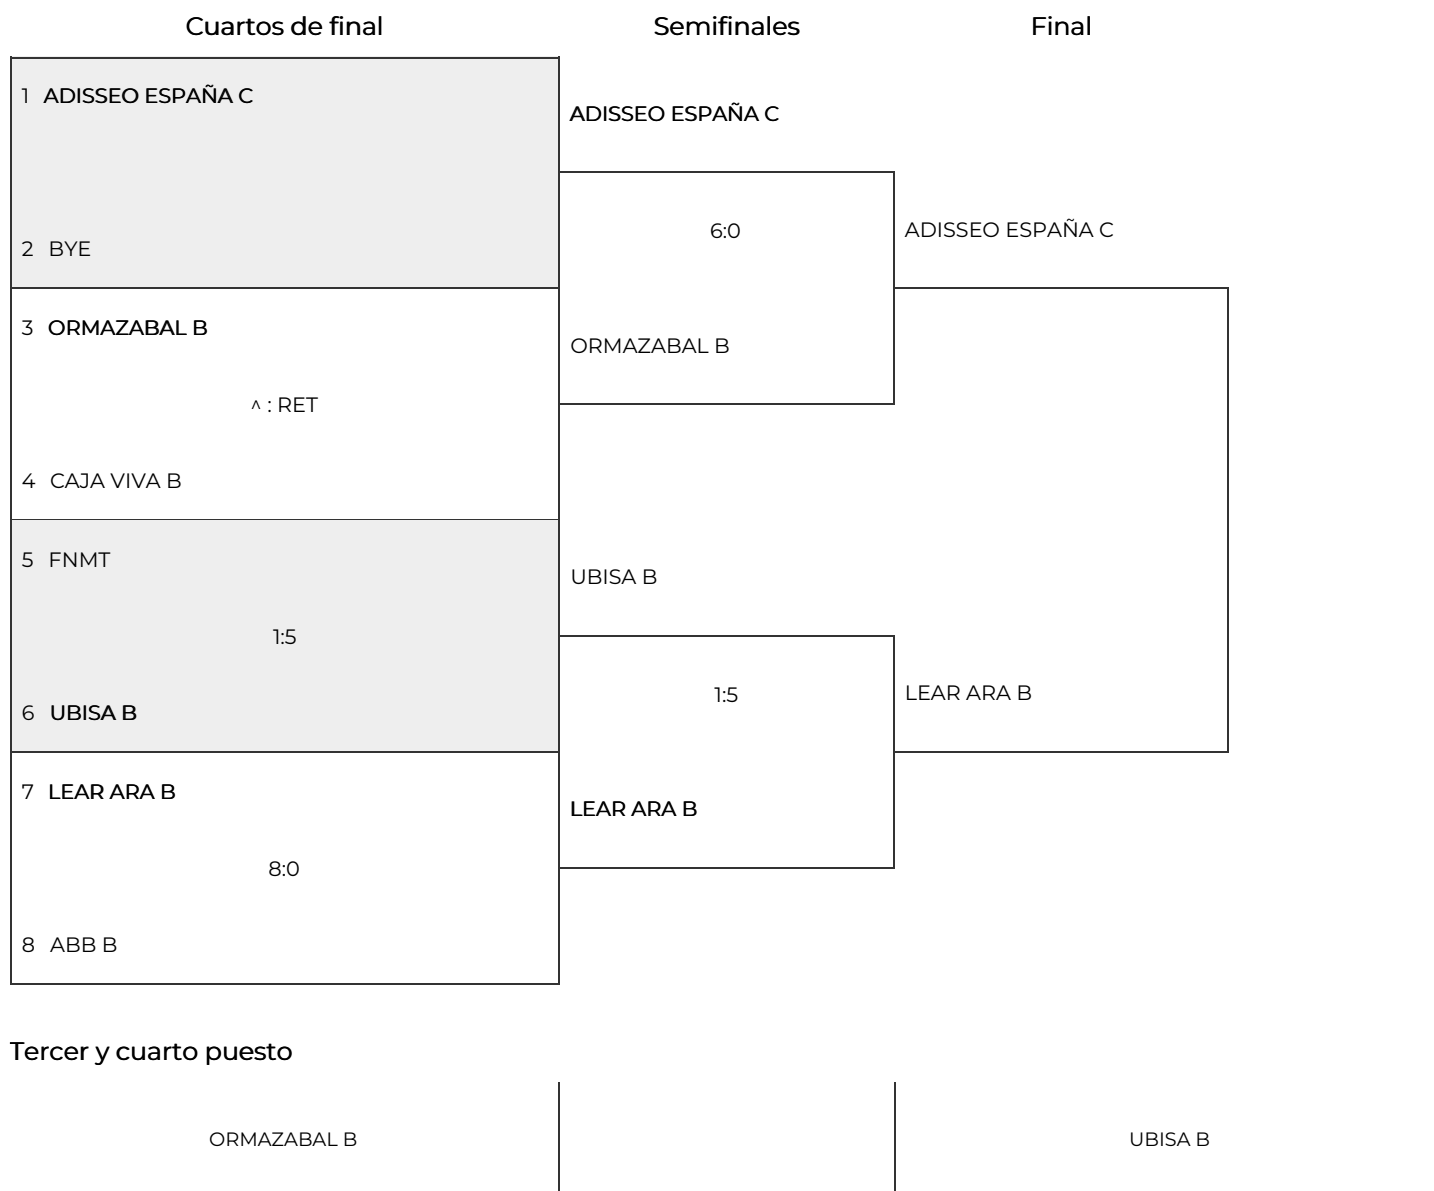 Cuartos de final
Semifinales
Final
1 ADISSEO ESPAÑA C
2 BYE
3 ORMAZABAL B
^ : RET
4 CAJA VIVA B
5 FNMT
1:5
6 UBISA B
7 LEAR ARA B
8:0
8 ABB B
ADISSEO ESPAÑA C
6:0
ORMAZABAL B
UBISA B
1:5
LEAR ARA B
ADISSEO ESPAÑA C
LEAR ARA B
Tercer y cuarto puesto
ORMAZABAL B
UBISA B